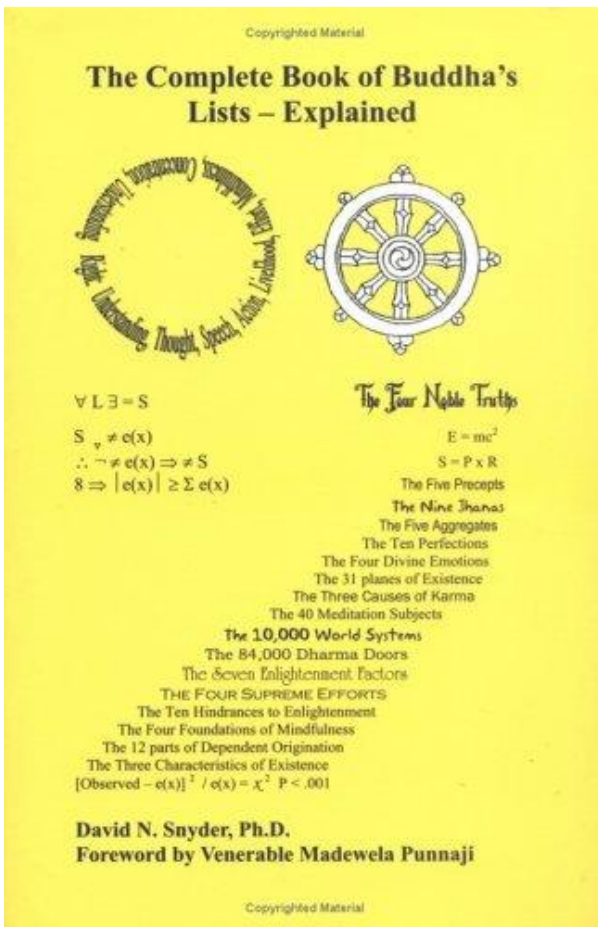 Copyrighted Material
The Complete Book of Buddha's
Lists – Explained
Right Understanding Thought, Speech, Action, Livelihood, Effort, Mindfulness, Concentration, Understanding
∀ L ∃ = S
S ᵥ ≠ e(x)
∴ ¬ ≠ e(x) ⇒ ≠ S
8 ⇒ |e(x)| ≥ Σ e(x)
The Four Noble Truths
E = mc²
S = P x R
The Five Precepts
The Nine Jhanas
The Five Aggregates
The Ten Perfections
The Four Divine Emotions
The 31 planes of Existence
The Three Causes of Karma
The 40 Meditation Subjects
The 10,000 World Systems
The 84,000 Dharma Doors
The Seven Enlightenment Factors
THE FOUR SUPREME EFFORTS
The Ten Hindrances to Enlightenment
The Four Foundations of Mindfulness
The 12 parts of Dependent Origination
The Three Characteristics of Existence
[Observed – e(x)] ² / e(x) = χ² P < .001
David N. Snyder, Ph.D.
Foreword by Venerable Madewela Punnaji
Copyrighted Material